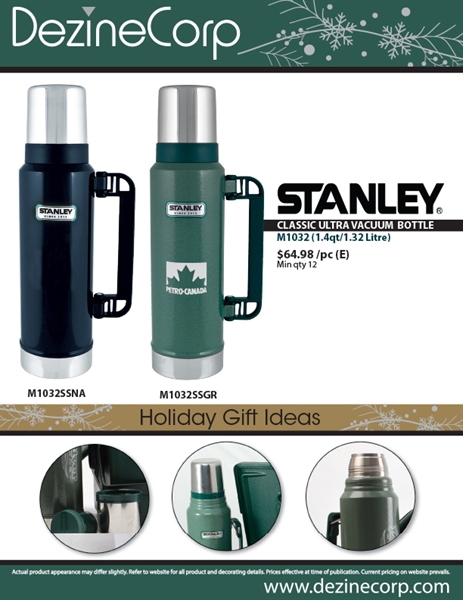 DezineCorp
STANLEY
SINCE 1913
STANLEY
SINCE 1913
PETRO-CANADA
STANLEY®
CLASSIC ULTRA VACUUM BOTTLE
M1032 (1.4qt/1.32 Litre)
$64.98 /pc (E)
Min qty 12
M1032SSNA
M1032SSGR
Holiday Gift Ideas
Actual product appearance may differ slightly. Refer to website for all product and decorating details. Prices effective at time of publication. Current pricing on website prevails.
www.dezinecorp.com